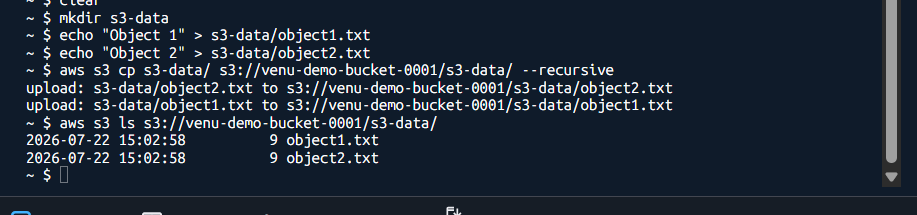 ~ $ clear
~ $ mkdir s3-data
~ $ echo "Object 1" > s3-data/object1.txt
~ $ echo "Object 2" > s3-data/object2.txt
~ $ aws s3 cp s3-data/ s3://venu-demo-bucket-0001/s3-data/ --recursive
upload: s3-data/object2.txt to s3://venu-demo-bucket-0001/s3-data/object2.txt
upload: s3-data/object1.txt to s3://venu-demo-bucket-0001/s3-data/object1.txt
~ $ aws s3 ls s3://venu-demo-bucket-0001/s3-data/
2026-07-22 15:02:58          9 object1.txt
2026-07-22 15:02:58          9 object2.txt
~ $